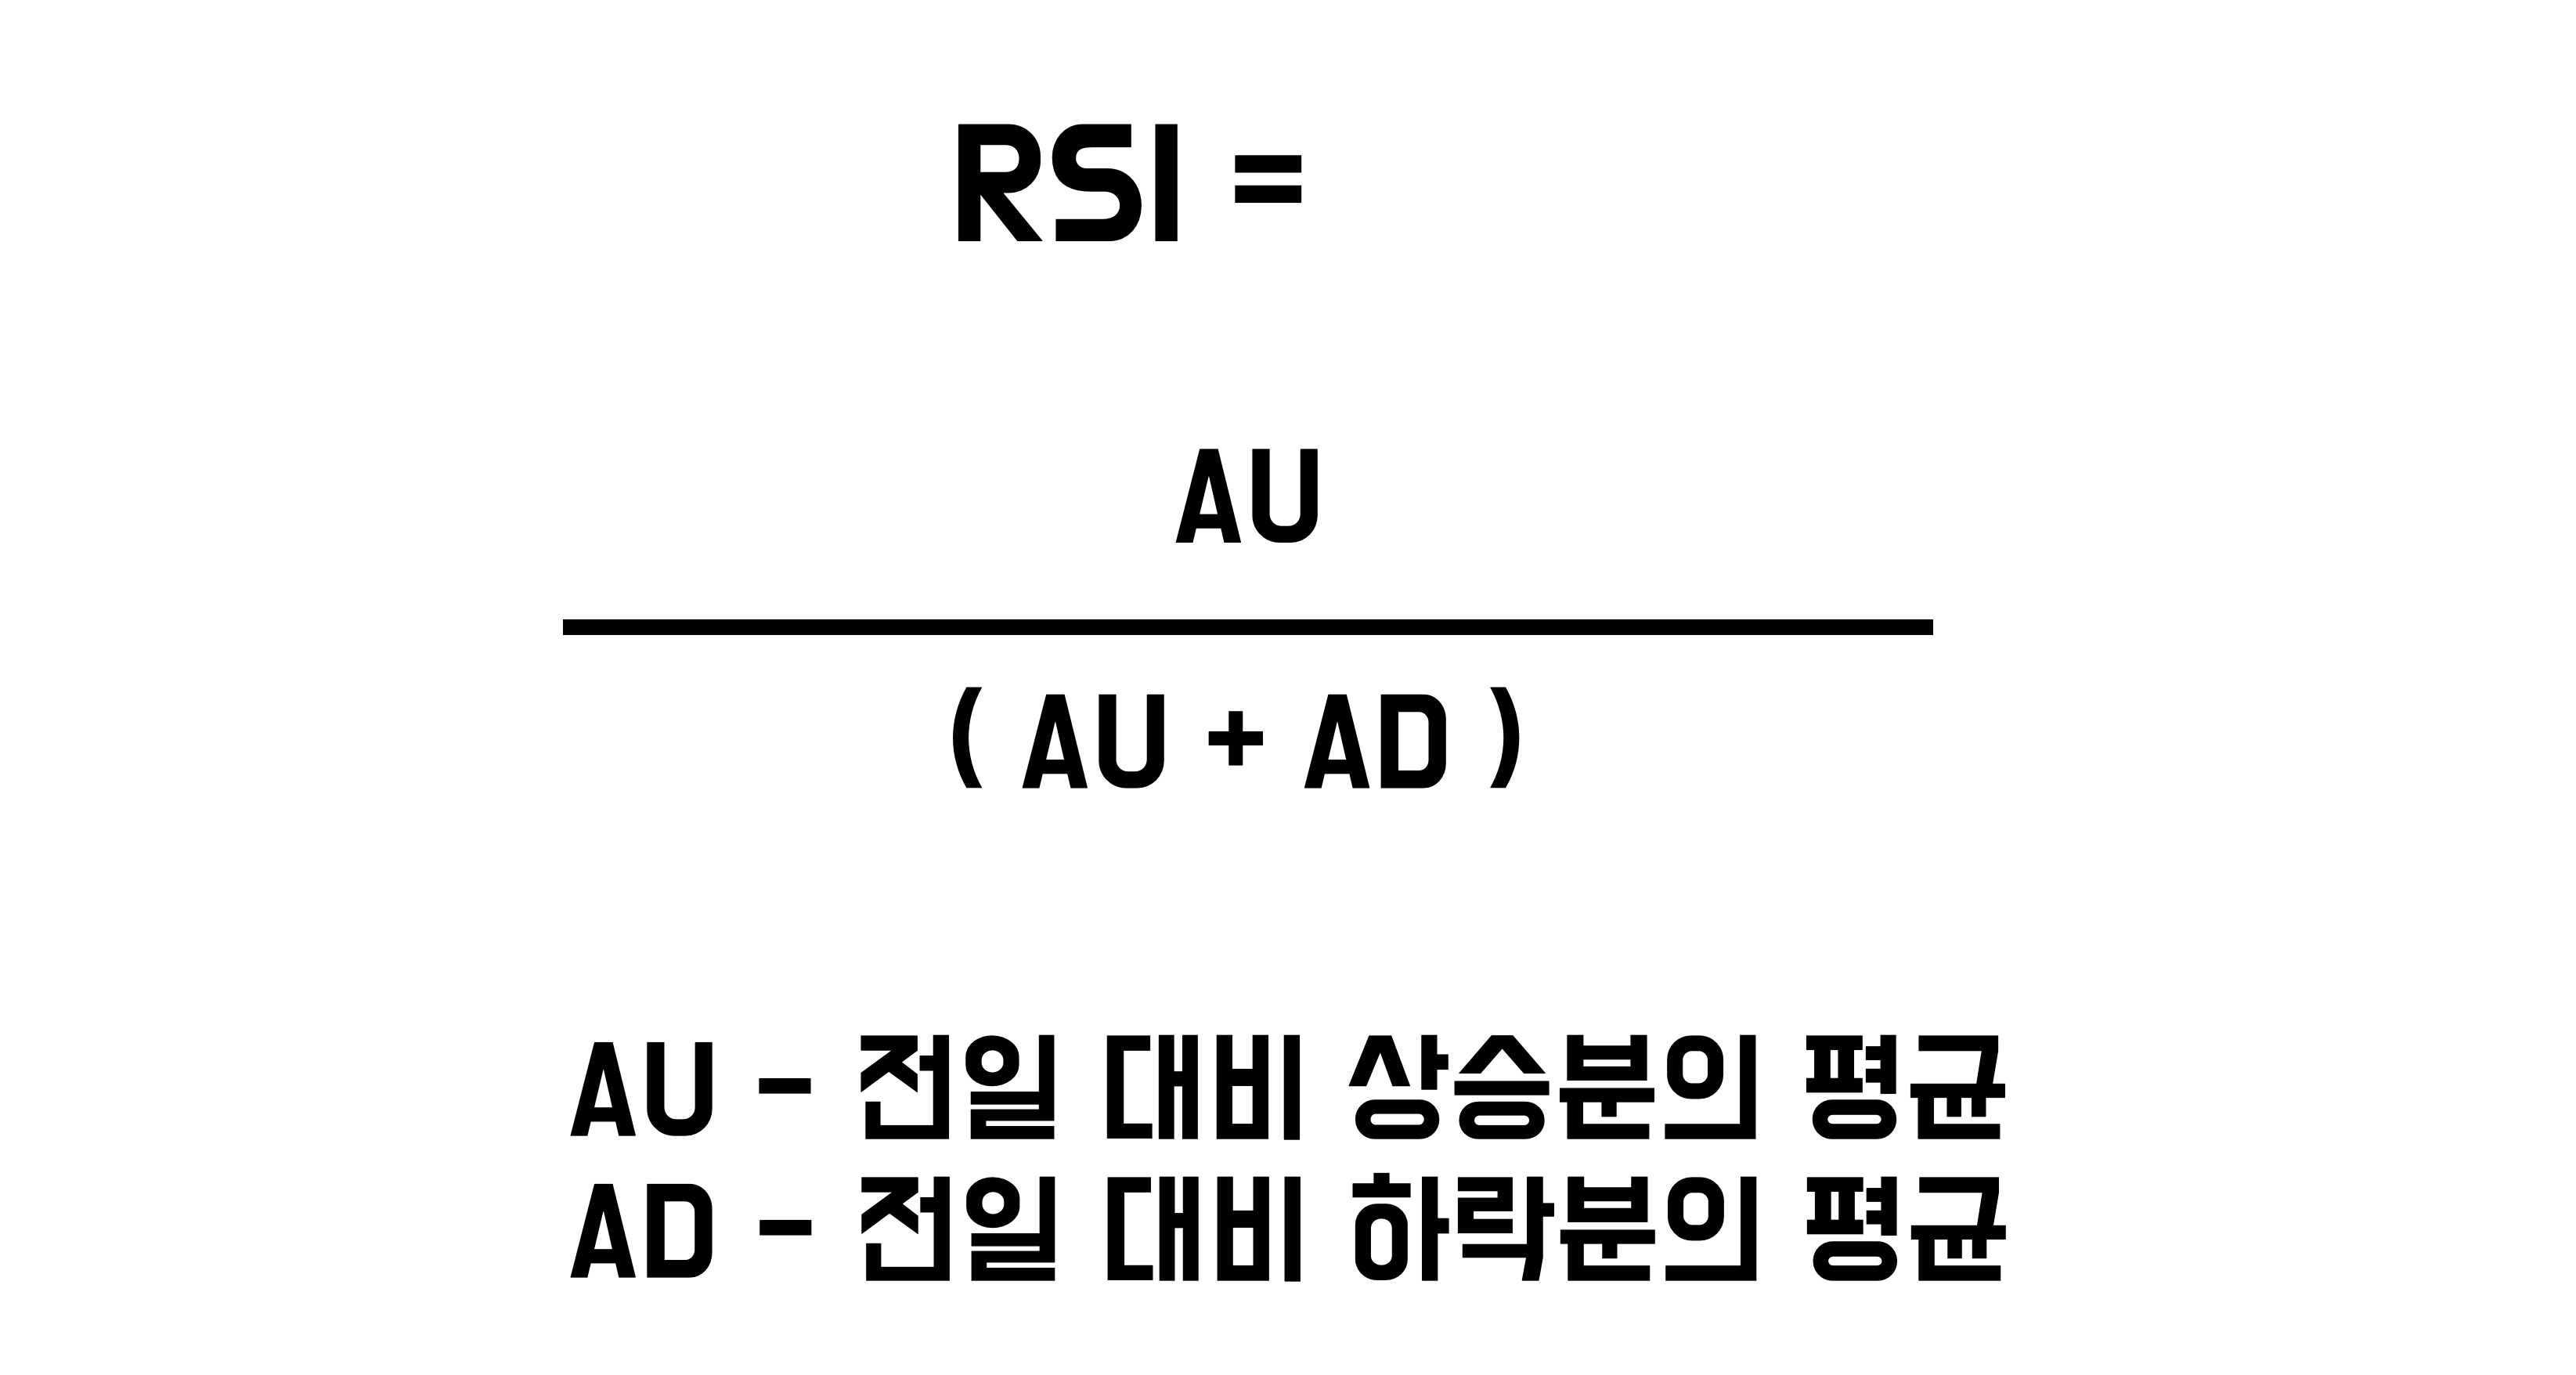 RSI =
AU
( AU + AD )
AU - 전일 대비 상승분의 평균
AD - 전일 대비 하락분의 평균